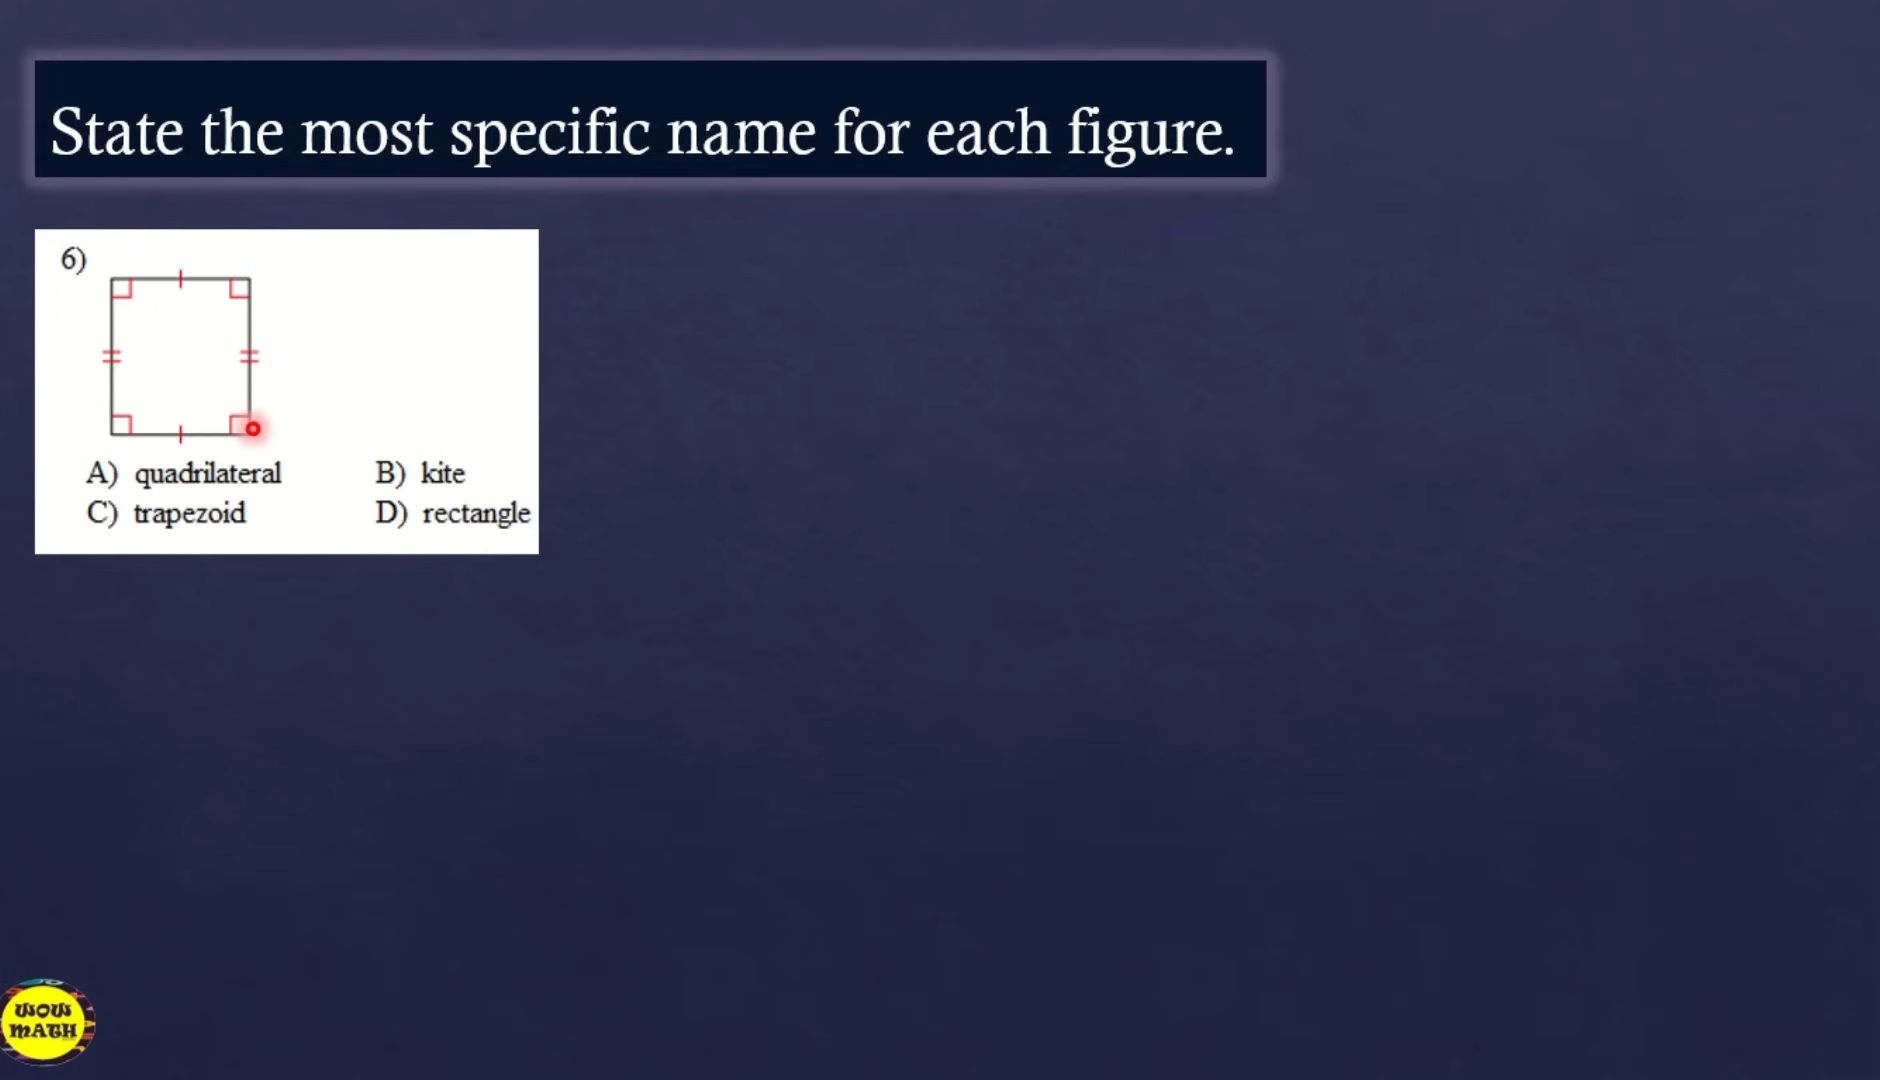 State the most specific name for each figure.
6)
A) quadrilateral B) kite
C) trapezoid D) rectangle
WOW
MATH